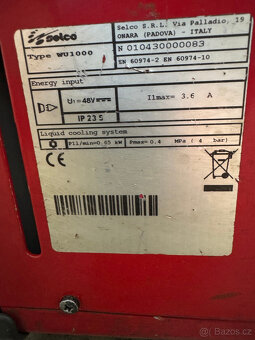 selco
Selco S.R.L. Via Palladio, 19
ONARA (PADOVA) - ITALY
Type WU1000
N 010430000083
EN 60974-2 EN 60974-10
Energy input
U1=48V
I1max= 3.6 A
IP 23 S
Liquid cooling system
P1l/min=0.65 kW
Pmax= 0.4 MPa ( 4 bar)
CE
© Bazoš.cz